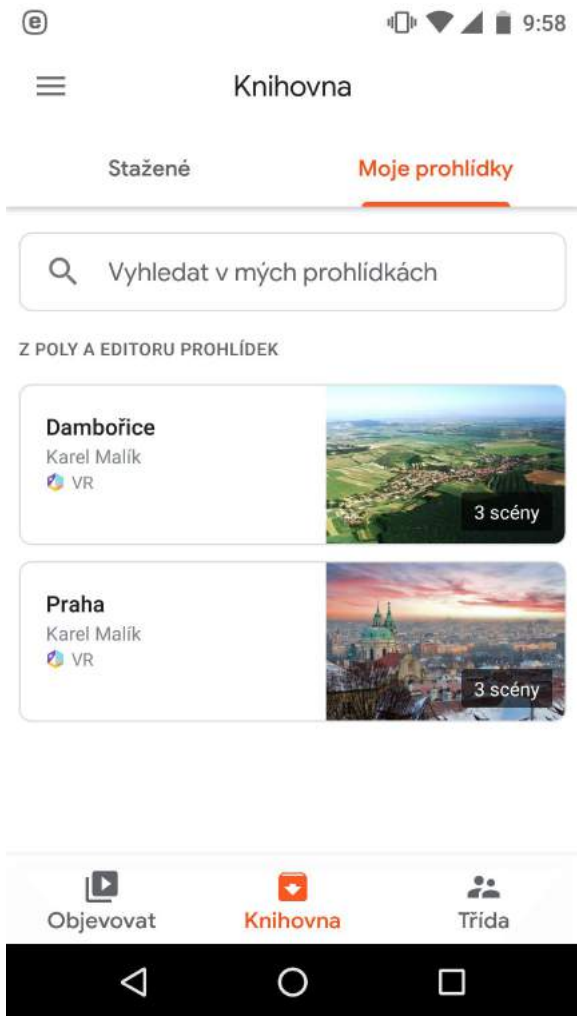 9:58
Knihovna
Stažené
Moje prohlídky
Vyhledat v mých prohlídkách
Z POLY A EDITORU PROHLÍDEK
Dambořice
Karel Malík
VR
3 scény
Praha
Karel Malík
VR
3 scény
Objevovat
Knihovna
Třída